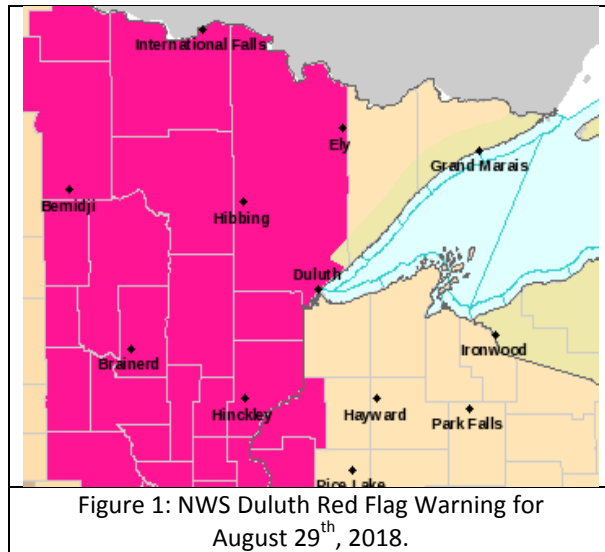 International Falls
Ely
Grand Marais
Bemidji
Hibbing
Duluth
Ironwood
Brainerd
Hinckley
Hayward
Park Falls
Rice Lake
Figure 1: NWS Duluth Red Flag Warning for
August 29th, 2018.